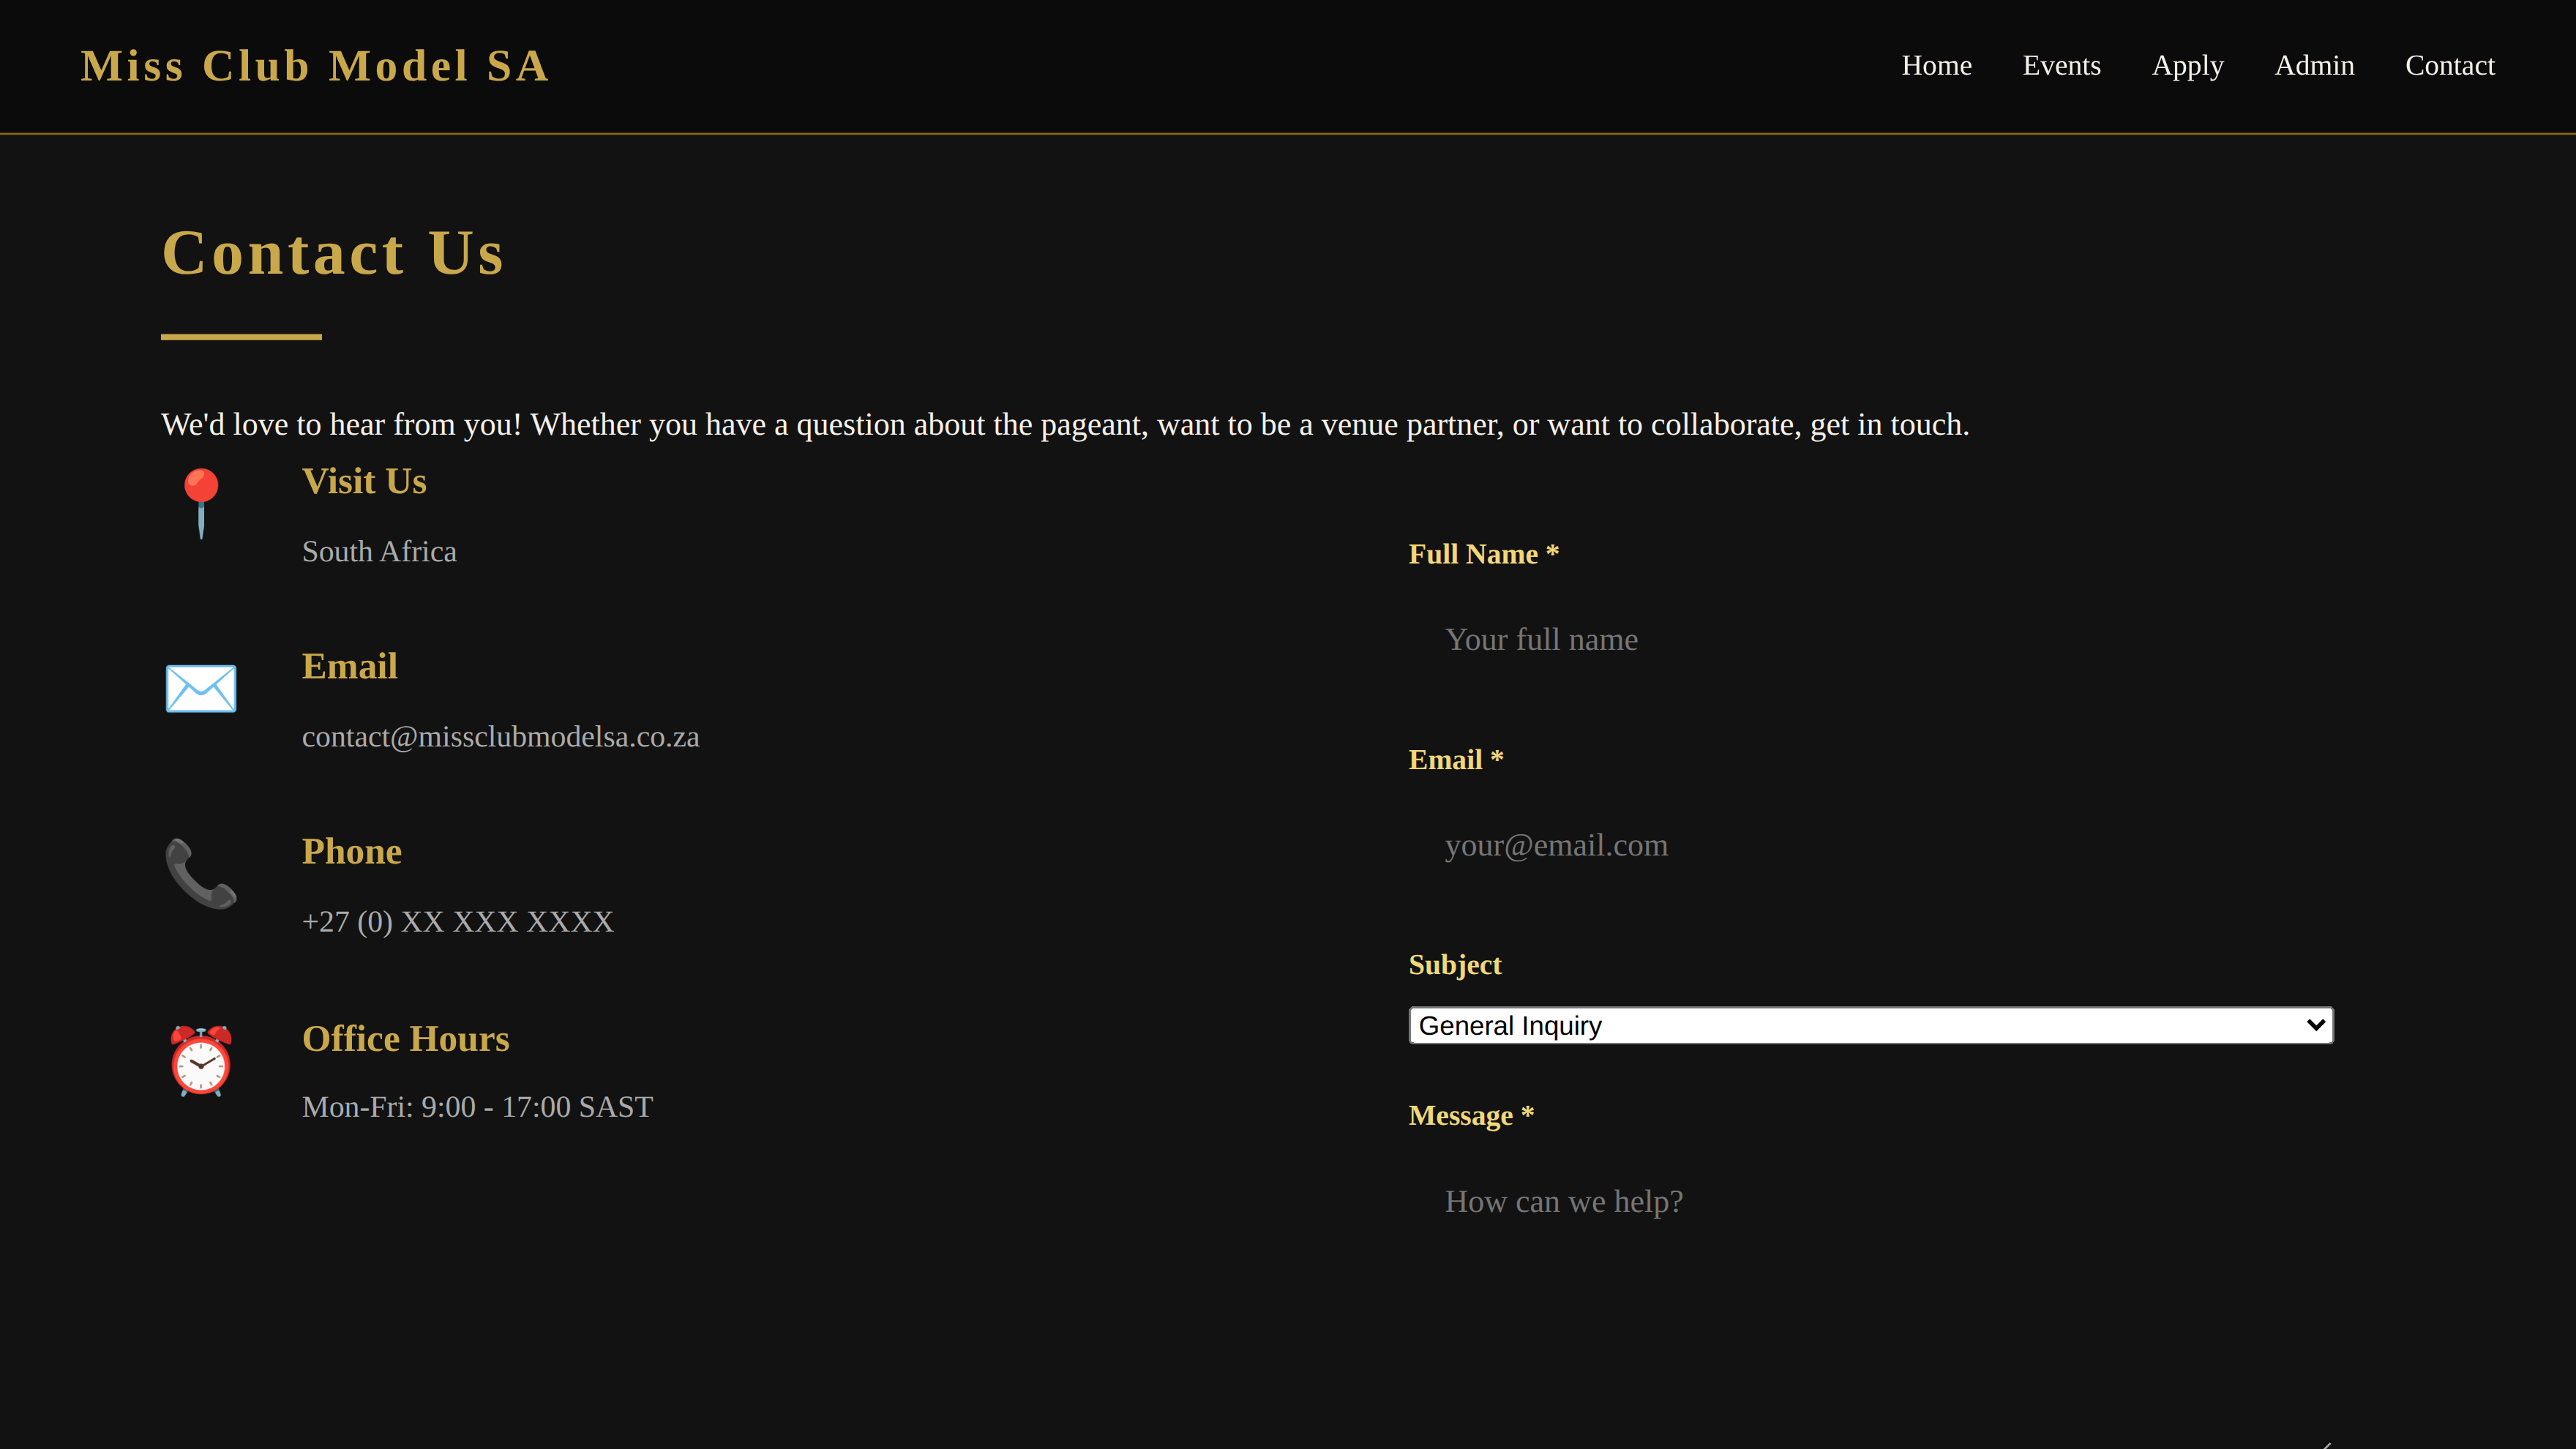 Miss Club Model SA
Home Events Apply Admin Contact
Contact Us
We'd love to hear from you! Whether you have a question about the pageant, want to be a venue partner, or want to collaborate, get in touch.
Visit Us
South Africa
Email
contact@missclubmodelsa.co.za
Phone
+27 (0) XX XXX XXXX
Office Hours
Mon-Fri: 9:00 - 17:00 SAST
Full Name *
Your full name
Email *
your@email.com
Subject
General Inquiry
Message *
How can we help?